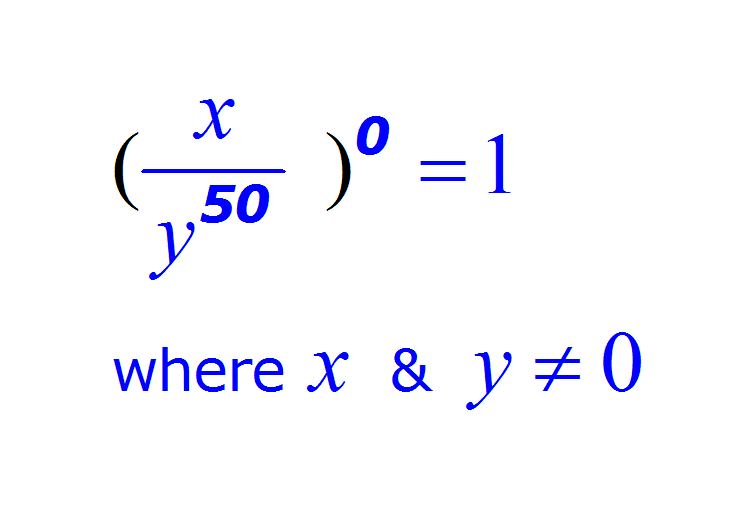 (x/y^50)^0 = 1
where x & y ≠ 0